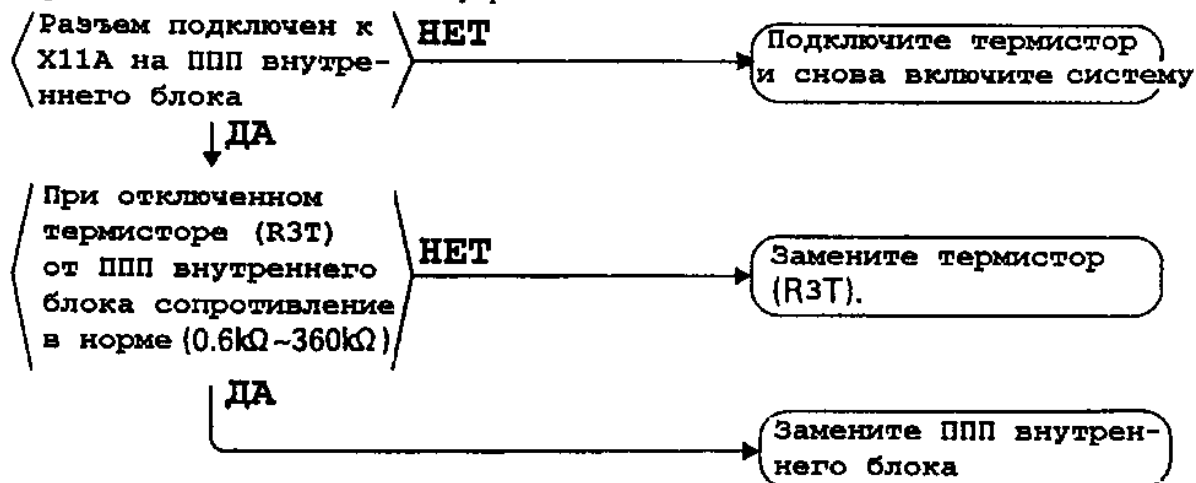 Разъем подключен к
X11A на ППП внутре-
ннего блока
НЕТ
Подключите термистор
и снова включите систему
ДА
При отключенном
термисторе (R3T)
от ППП внутреннего
блока сопротивление
в норме (0.6kΩ~360kΩ)
НЕТ
Замените термистор
(R3T).
ДА
Замените ППП внутрен-
него блока